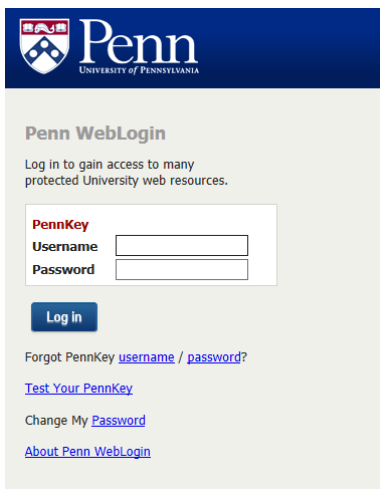 Penn
UNIVERSITY of PENNSYLVANIA
Penn WebLogin
Log in to gain access to many
protected University web resources.
PennKey
Username
Password
Log in
Forgot PennKey username / password?
Test Your PennKey
Change My Password
About Penn WebLogin